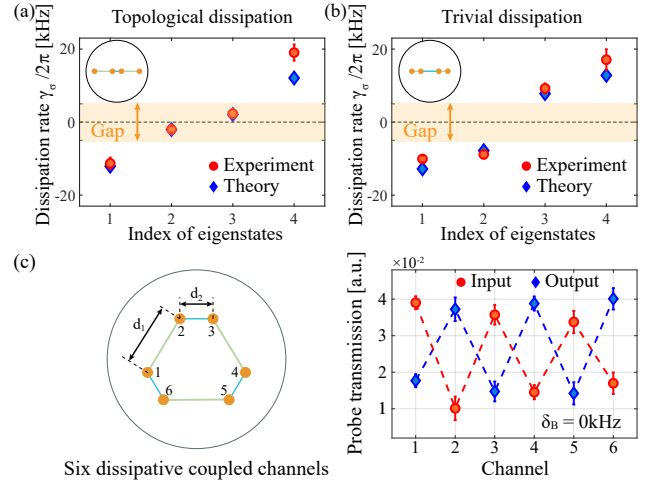 (a) Topological dissipation
Dissipation rate γσ/2π [kHz]
20
0
-20
Gap
Experiment
Theory
1 2 3 4
Index of eigenstates
(b) Trivial dissipation
Dissipation rate γσ/2π [kHz]
20
0
-20
Gap
Experiment
Theory
1 2 3 4
Index of eigenstates
(c)
d₁
d₂
2 3
1 4
6 5
Six dissipative coupled channels
×10⁻²
Probe transmission [a.u.]
Input Output
4
3
2
1
δB = 0kHz
1 2 3 4 5 6
Channel